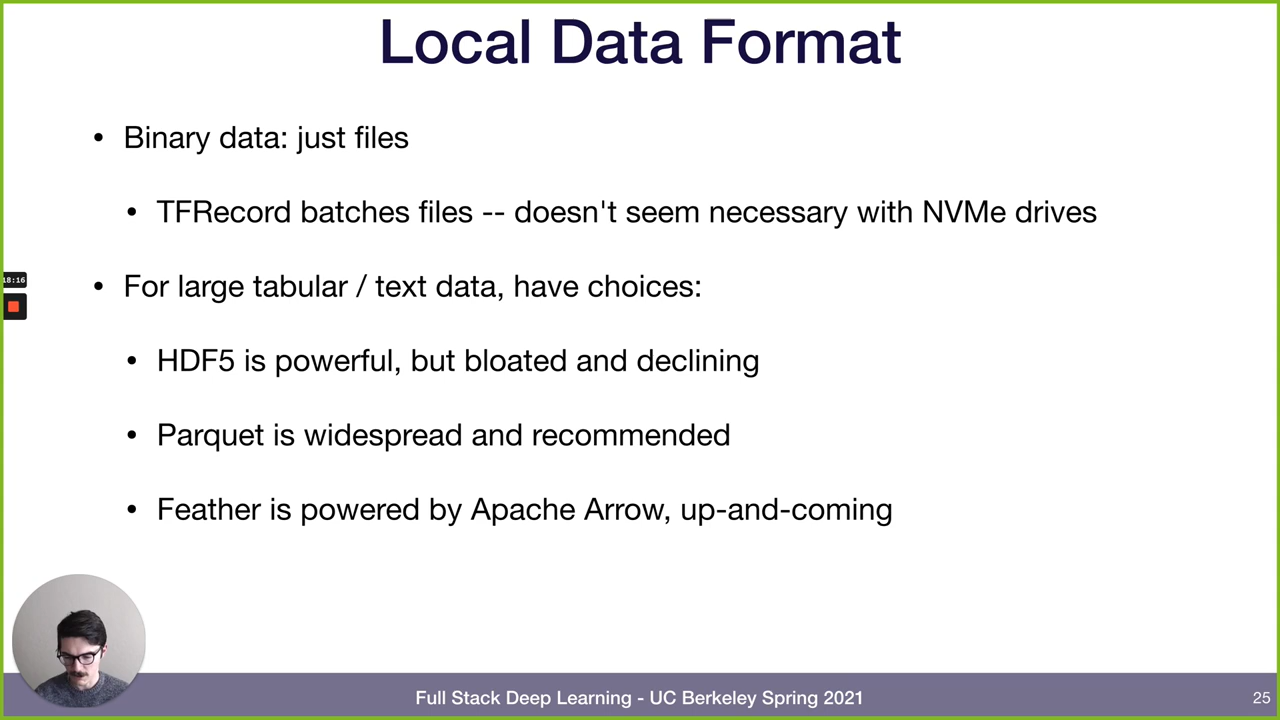 Local Data Format
• Binary data: just files
• TFRecord batches files -- doesn't seem necessary with NVMe drives
18:16
• For large tabular / text data, have choices:
• HDF5 is powerful, but bloated and declining
• Parquet is widespread and recommended
• Feather is powered by Apache Arrow, up-and-coming
Full Stack Deep Learning - UC Berkeley Spring 2021
25